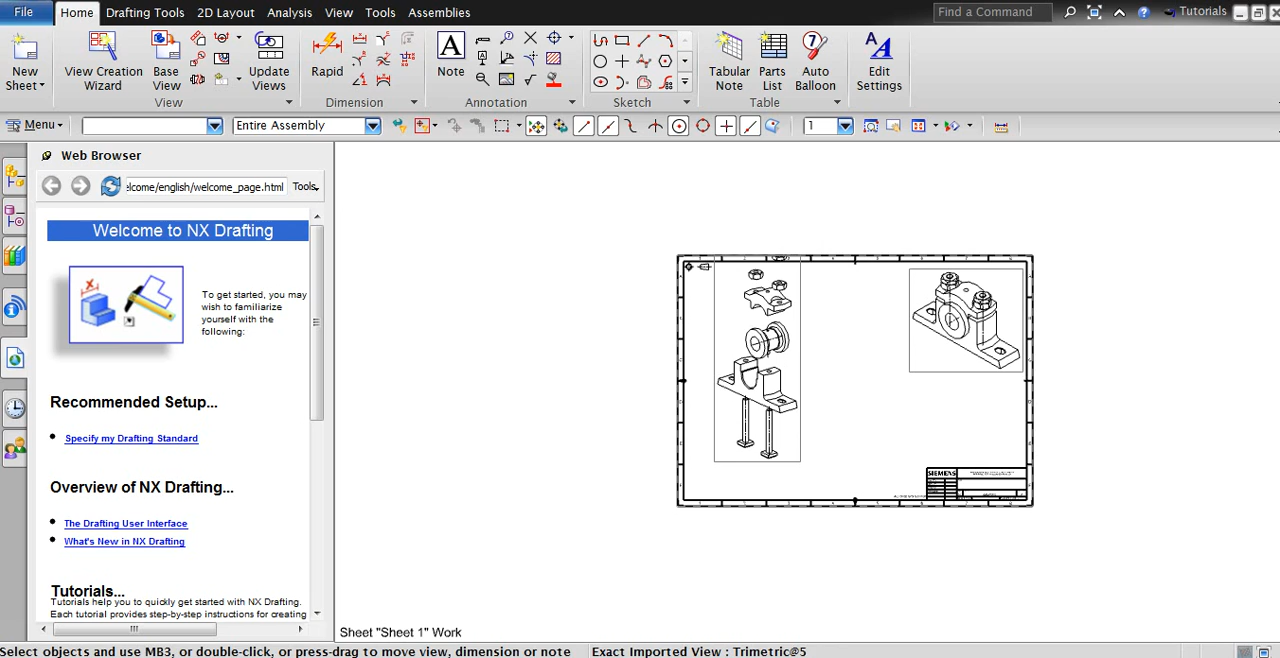 File Home Drafting Tools 2D Layout Analysis View Tools Assemblies Find a Command Tutorials
New Sheet View Creation Wizard Base View Update Views Rapid Note Tabular Note Parts List Auto Balloon Edit Settings
View Dimension Annotation Sketch Table
Menu Entire Assembly 1
Web Browser
elcome/english/welcome_page.html Tools
Welcome to NX Drafting
To get started, you may
wish to familiarize
yourself with the
following:
Recommended Setup...
Specify my Drafting Standard
Overview of NX Drafting...
The Drafting User Interface
What's New in NX Drafting
Tutorials...
Tutorials help you to quickly get started with NX Drafting.
Each tutorial provides step-by-step instructions for creating
SIEMENS
Sheet "Sheet 1" Work
Select objects and use MB3, or double-click, or press-drag to move view, dimension or note Exact Imported View : Trimetric@5